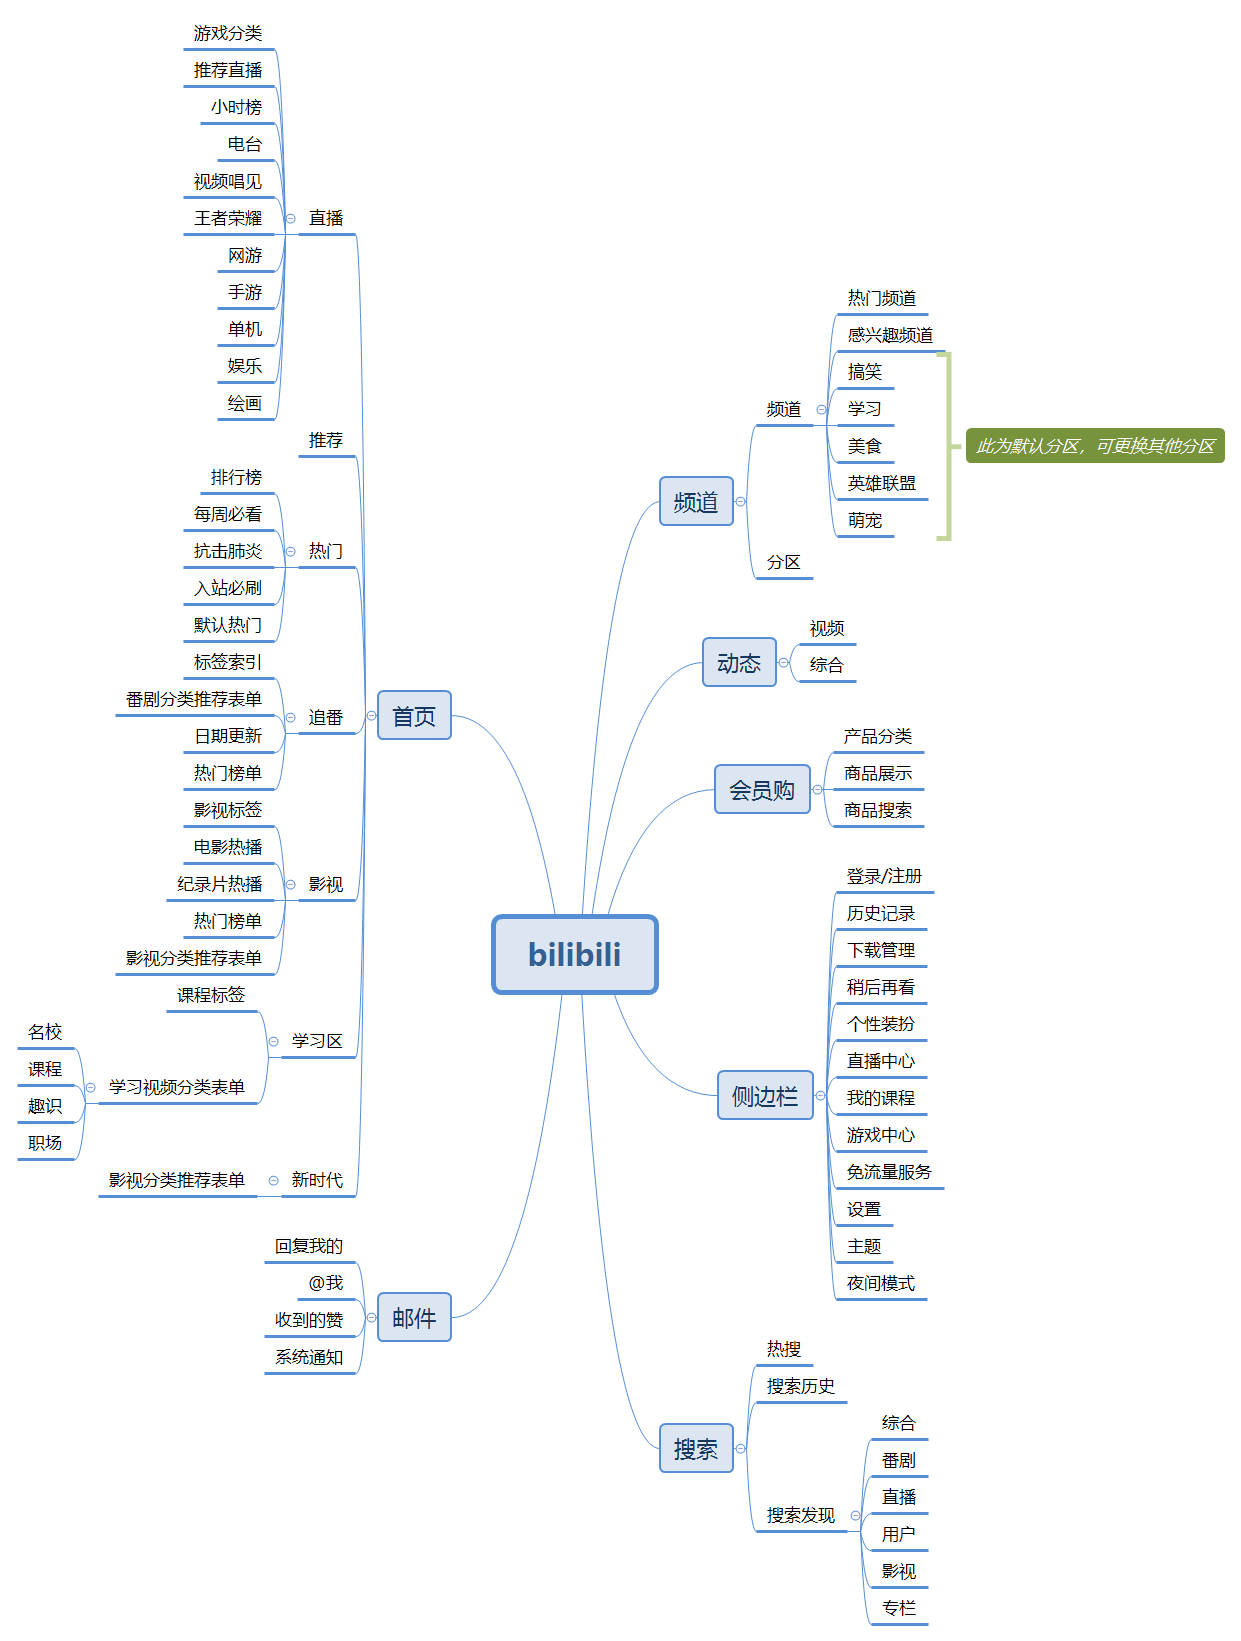 bilibili
首页
直播
游戏分类
推荐直播
小时榜
电台
视频唱见
王者荣耀
网游
手游
单机
娱乐
绘画
推荐
热门
排行榜
每周必看
抗击肺炎
入站必刷
默认热门
追番
标签索引
番剧分类推荐表单
日期更新
热门榜单
影视
影视标签
电影热播
纪录片热播
热门榜单
影视分类推荐表单
学习区
课程标签
学习视频分类表单
名校
课程
趣识
职场
新时代
影视分类推荐表单
邮件
回复我的
@我
收到的赞
系统通知
频道
频道
热门频道
感兴趣频道
搞笑
学习
美食
英雄联盟
萌宠
此为默认分区，可更换其他分区
分区
动态
视频
综合
会员购
产品分类
商品展示
商品搜索
侧边栏
登录/注册
历史记录
下载管理
稍后再看
个性装扮
直播中心
我的课程
游戏中心
免流量服务
设置
主题
夜间模式
搜索
热搜
搜索历史
搜索发现
综合
番剧
直播
用户
影视
专栏